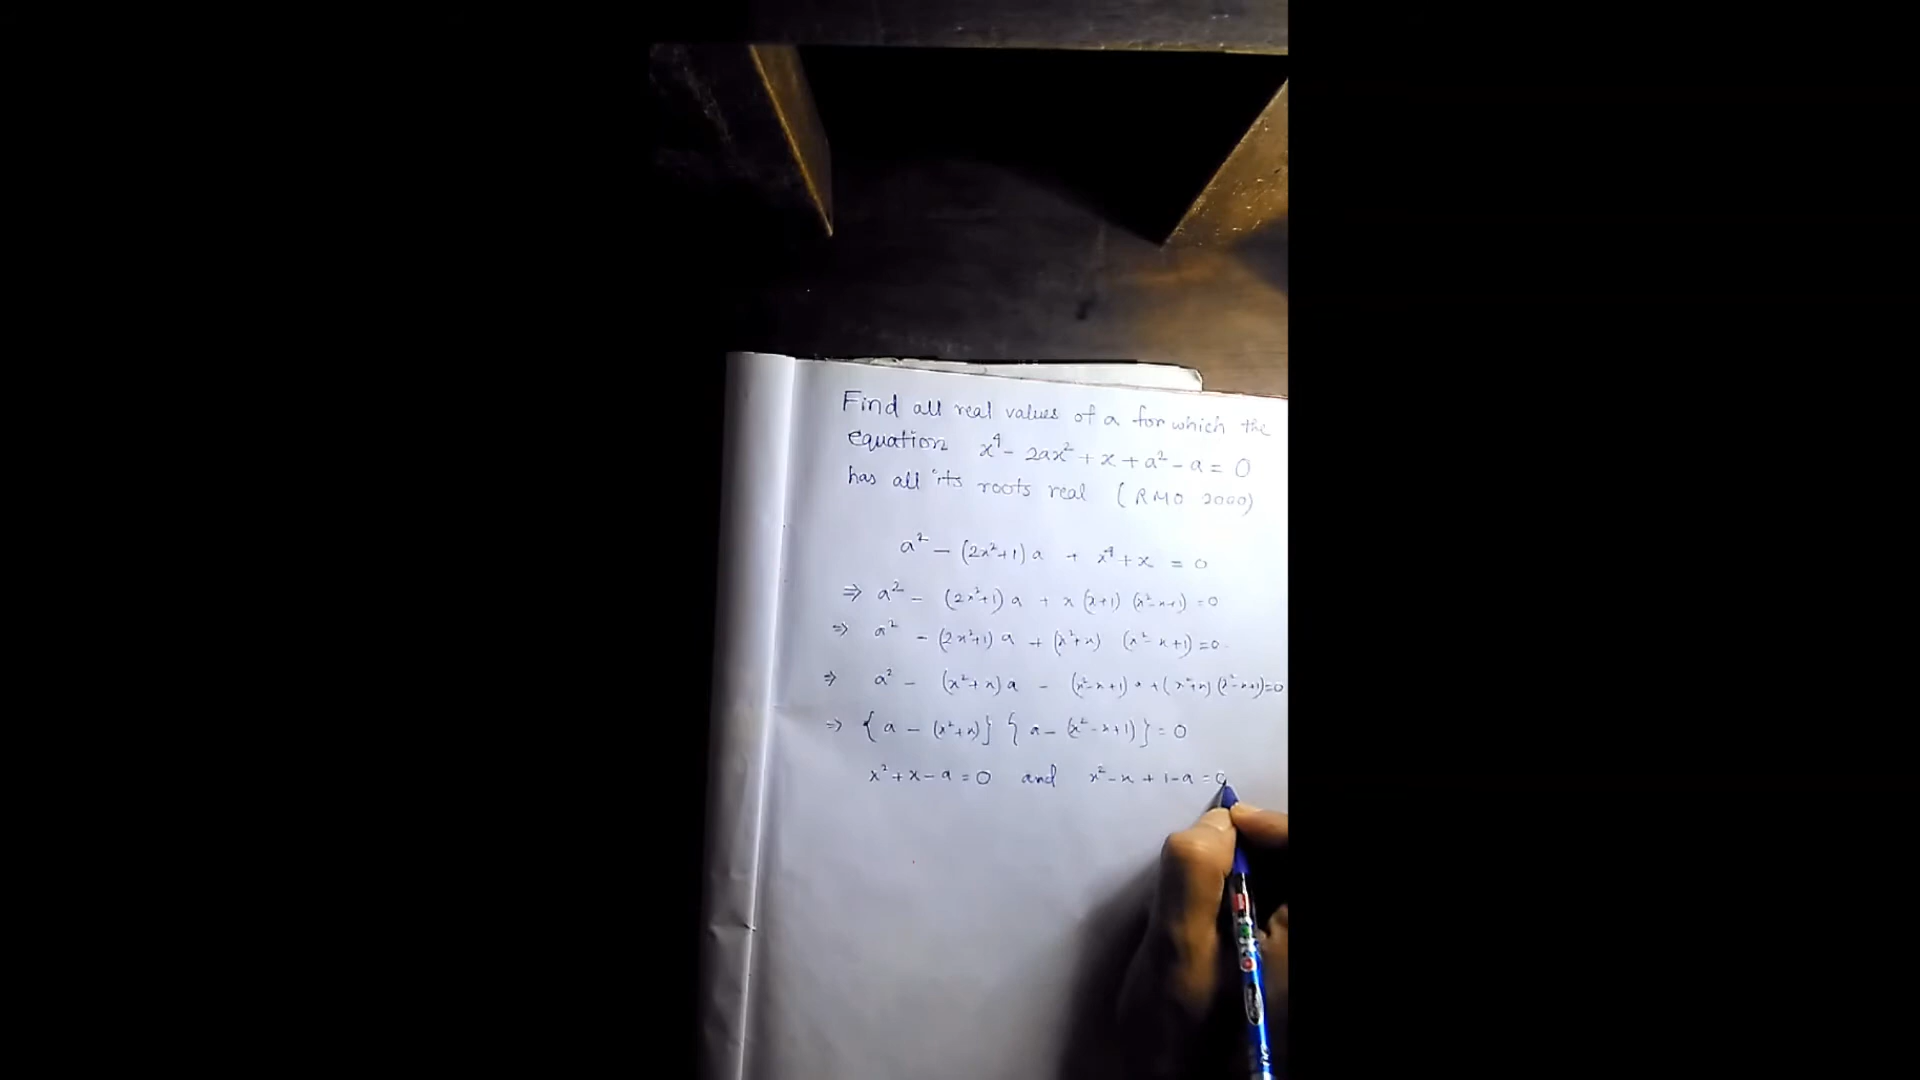 Find all real values of a for which the
equation x⁴ - 2ax² + x + a² - a = 0
has all its roots real (RMO 2000)
a² - (2x²+1) a + x⁴ + x = 0
⇒ a² - (2x²+1) a + x (x+1) (x²-x+1) = 0
⇒ a² - (2x²+1) a + (x²+x) (x²-x+1) = 0
⇒ a² - (x²+x) a - (x²-x+1) a + (x²+x) (x²-x+1) = 0
⇒ {a - (x²+x)} {a - (x²-x+1)} = 0
x² + x - a = 0 and x² - x + 1 - a = 0